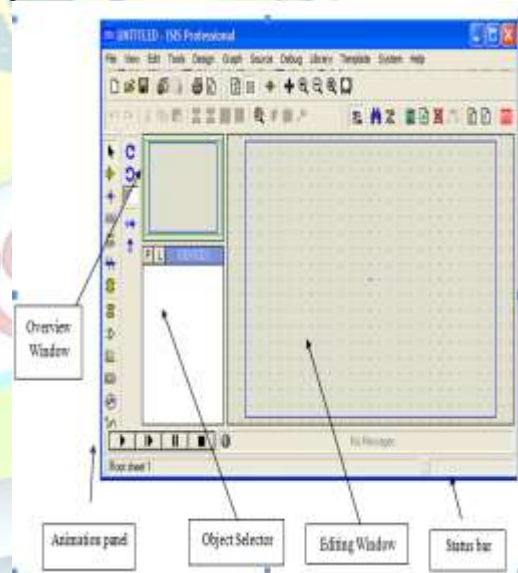 UNTITLED - ISIS Professional
File View Edit Tools Design Graph Source Debug Library Template System Help
P L DEVICES
Overview
Window
No Messages
Root sheet 1
Animation panel
Object Selector
Editing Window
Status bar